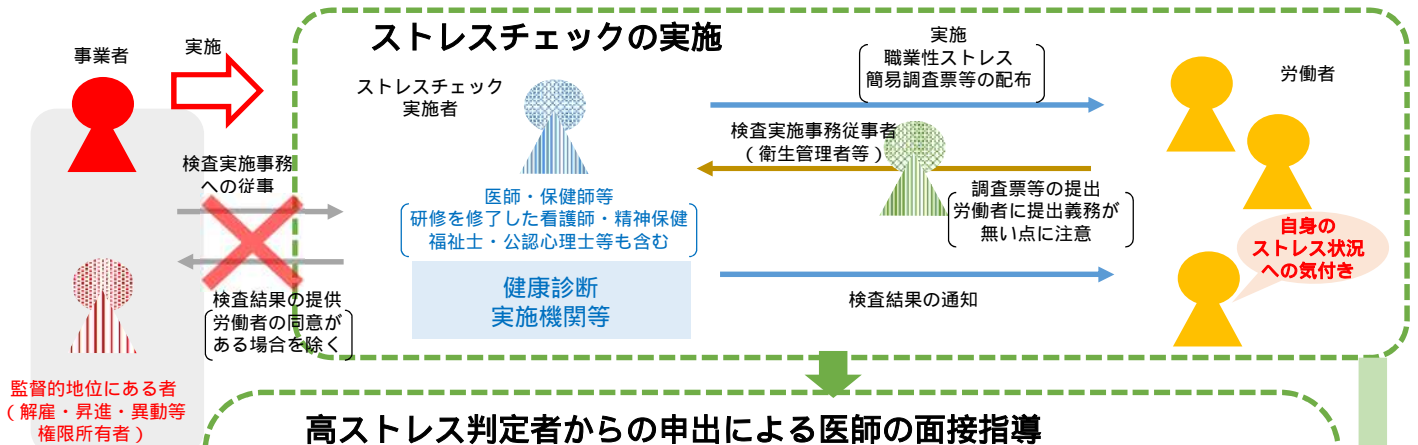 ストレスチェックの実施
事業者
実施
ストレスチェック
実施者
実施
職業性ストレス
簡易調査票等の配布
労働者
検査実施事務従事者
(衛生管理者等)
検査実施事務
への従事
医師・保健師等
研修を修了した看護師・精神保健
福祉士・公認心理士等も含む
調査票等の提出
労働者に提出義務が
無い点に注意
自身の
ストレス状況
への気付き
健康診断
実施機関等
検査結果の通知
検査結果の提供
労働者の同意が
ある場合を除く
監督的地位にある者
(解雇・昇進・異動等
権限所有者)
高ストレス判定者からの申出による医師の面接指導